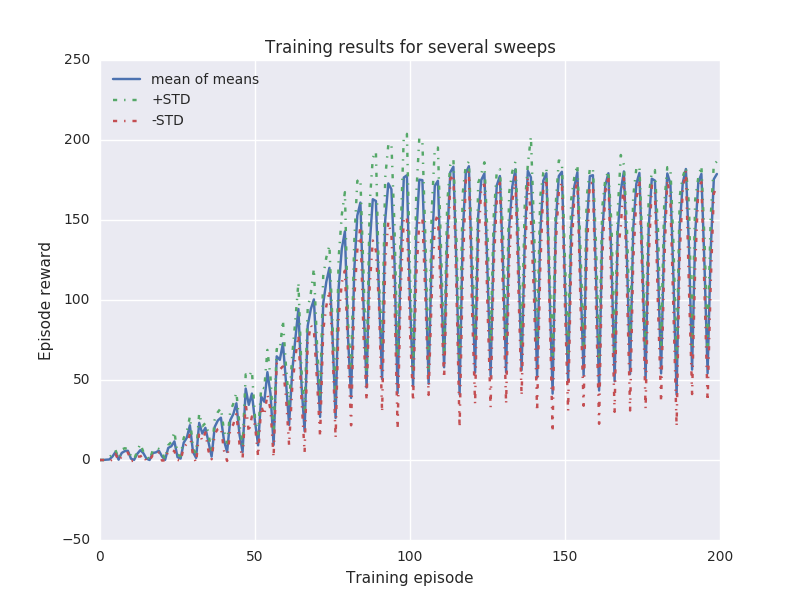 Training results for several sweeps
250
mean of means
+STD
-STD
200
150
100
50
0
−50
Episode reward
0 50 100 150 200
Training episode